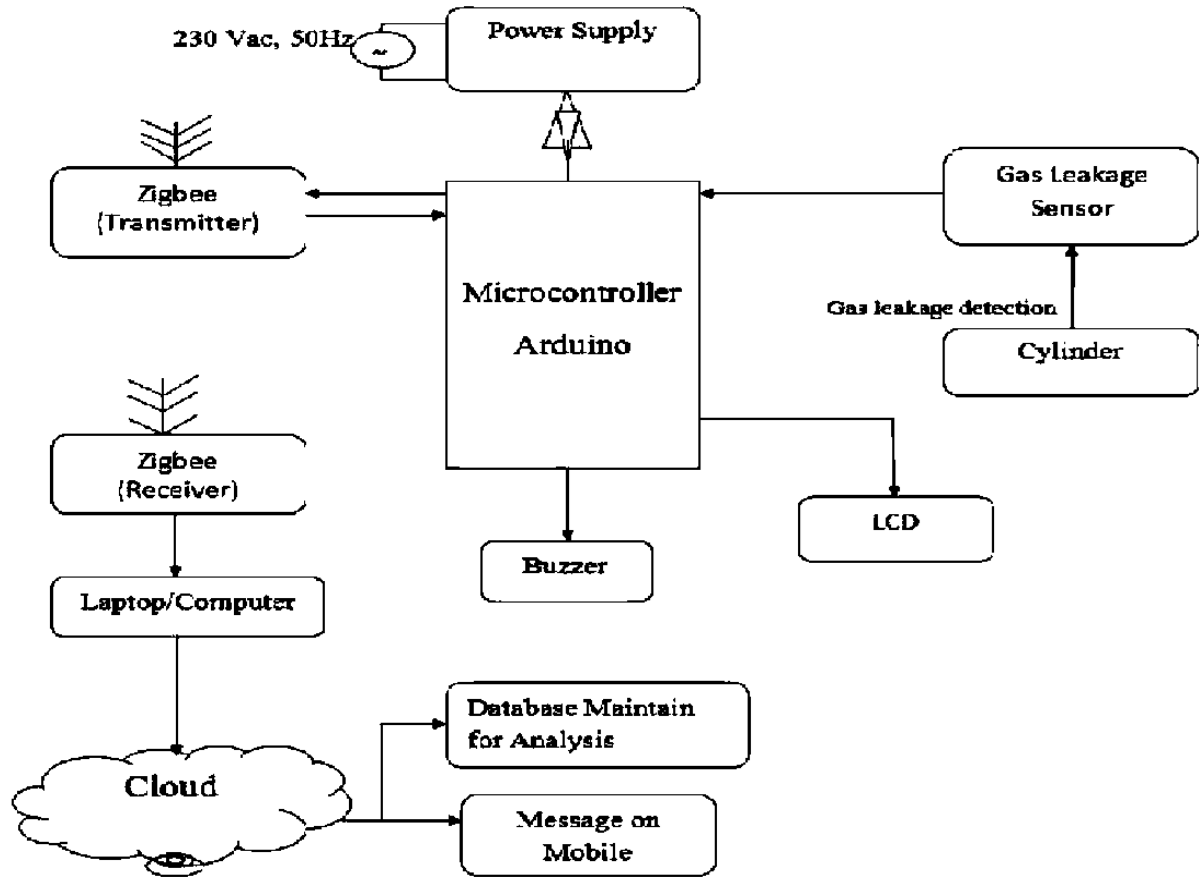 230 Vac, 50Hz
~
Power Supply
Zigbee
(Transmitter)
Gas Leakage
Sensor
Microcontroller
Arduino
Gas leakage detection
Cylinder
Zigbee
(Receiver)
LCD
Buzzer
Laptop/Computer
Database Maintain
for Analysis
Cloud
Message on
Mobile